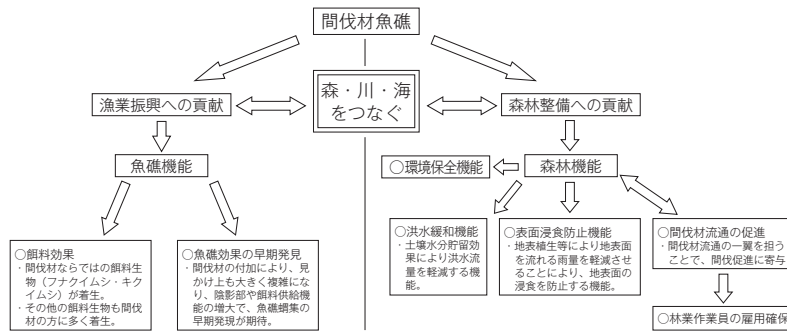 間伐材魚礁
森・川・海
をつなぐ
漁業振興への貢献
森林整備への貢献
魚礁機能
○環境保全機能
森林機能
○餌料効果
・間伐材ならではの餌料生
物（フナクイムシ・キク
イムシ）が着生。
・その他の餌料生物も間伐
材の方に多く着生。
○魚礁効果の早期発見
・間伐材の付加により、見
かけ上も大きく複雑にな
り、陰影部や餌料供給機
能の増大で、魚礁蝟集の
早期発現が期待。
○洪水緩和機能
・土壌水分貯留効
果により洪水流
量を軽減する機
能。
○表面浸食防止機能
・地表植生等により地表面
を流れる雨量を軽減させ
ることにより、地表面の
浸食を防止する機能。
○間伐材流通の促進
・間伐材流通の一翼を担う
ことで、間伐促進に寄与
○林業作業員の雇用確保